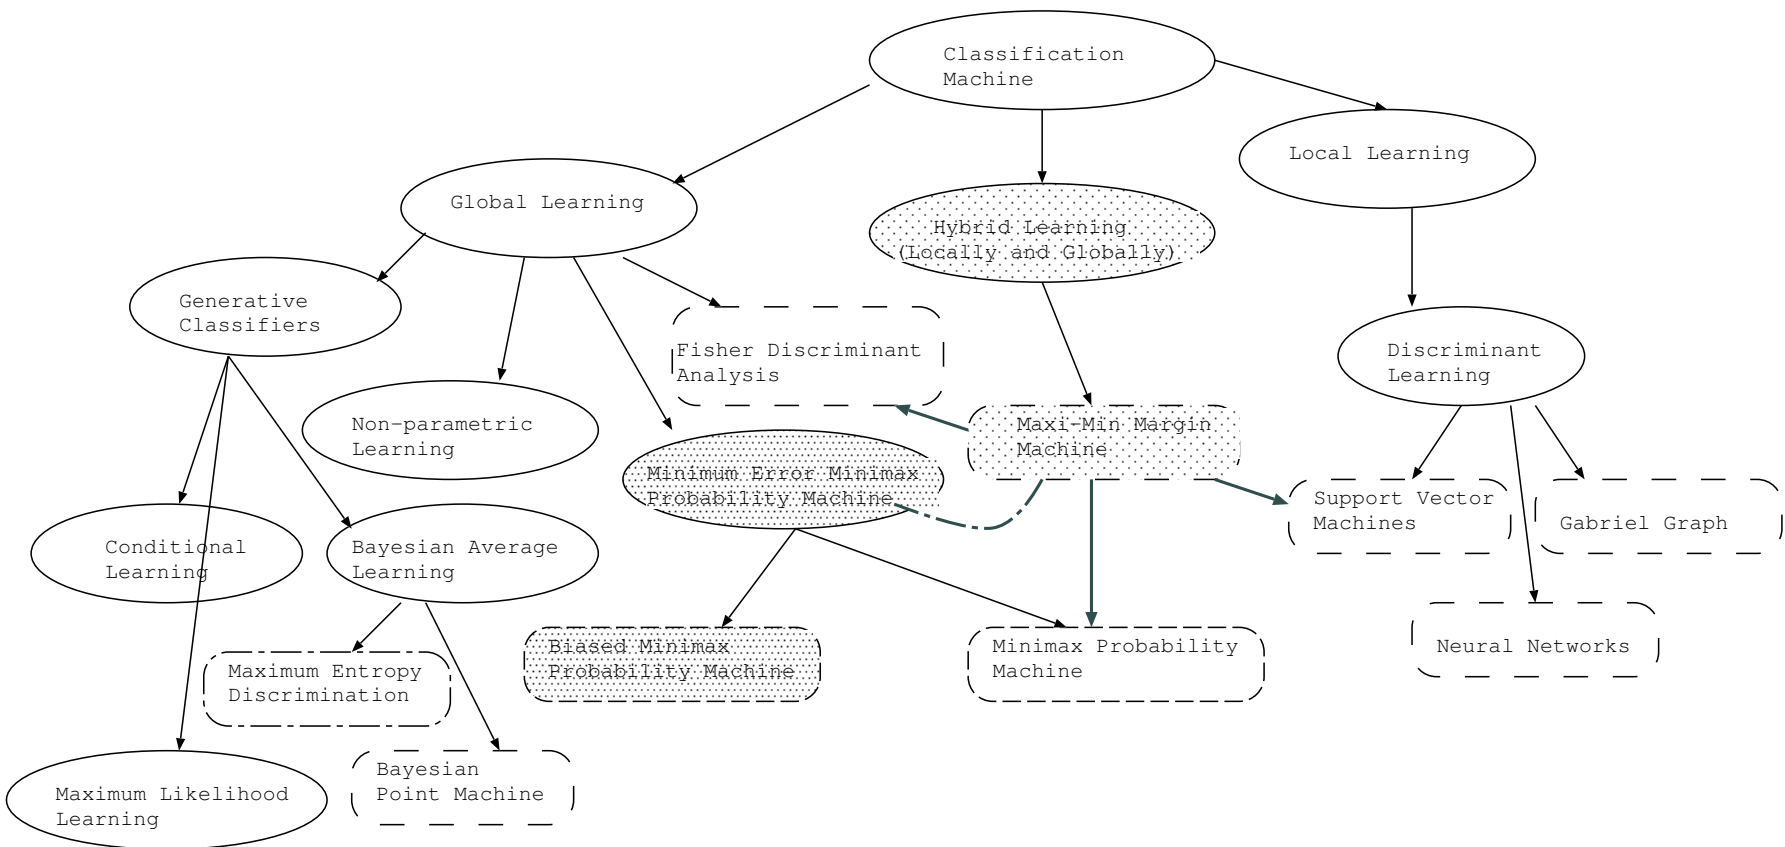 Classification
Machine
Local Learning
Global Learning
Hybrid Learning
(Locally and Globally)
Generative
Classifiers
Fisher Discriminant
Analysis
Discriminant
Learning
Non-parametric
Learning
Maxi-Min Margin
Machine
Minimum Error Minimax
Probability Machine
Support Vector
Machines
Gabriel Graph
Conditional
Learning
Bayesian Average
Learning
Biased Minimax
Probability Machine
Minimax Probability
Machine
Neural Networks
Maximum Entropy
Discrimination
Bayesian
Point Machine
Maximum Likelihood
Learning